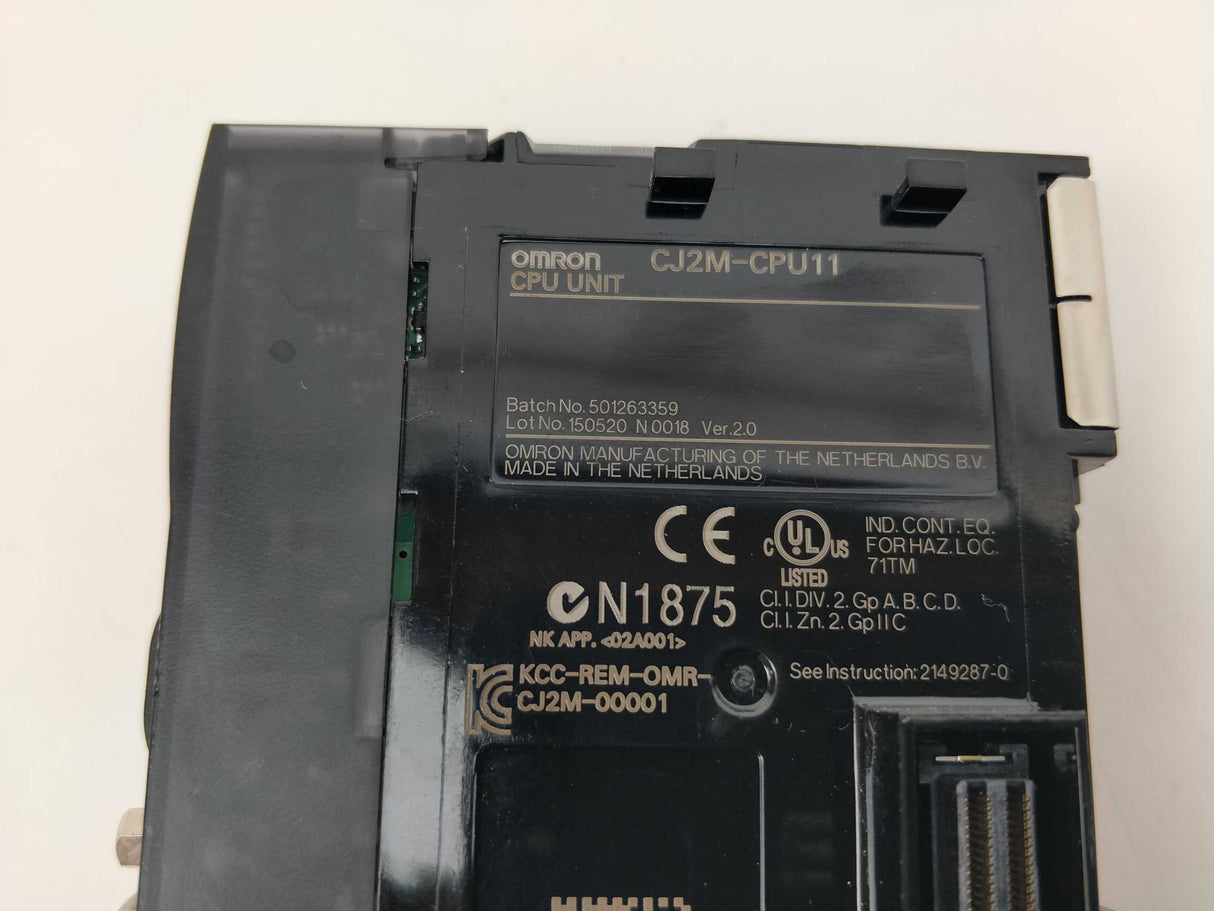 OMRON CJ2M-CPU11
CPU UNIT
Batch No. 501263359
Lot No. 150520 N 0018 Ver.2.0
OMRON MANUFACTURING OF THE NETHERLANDS B.V.
MADE IN THE NETHERLANDS
CE
C UL US
LISTED
IND. CONT. EQ.
FOR HAZ. LOC.
71TM
N1875
Cl. I. DIV. 2. Gp A. B. C. D.
Cl. I. Zn. 2. Gp II C
NK APP. <02A001>
KCC-REM-OMR-
CJ2M-00001
See Instruction: 2149287-0